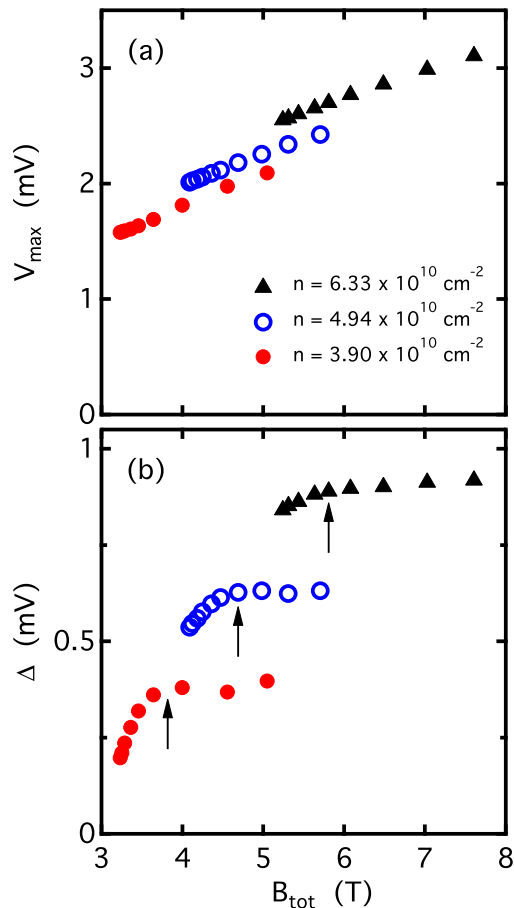 (a)
3
2
1
0
V_max (mV)
n = 6.33 x 10^10 cm^-2
n = 4.94 x 10^10 cm^-2
n = 3.90 x 10^10 cm^-2
(b)
1
0.5
0
Δ (mV)
3 4 5 6 7 8
B_tot (T)